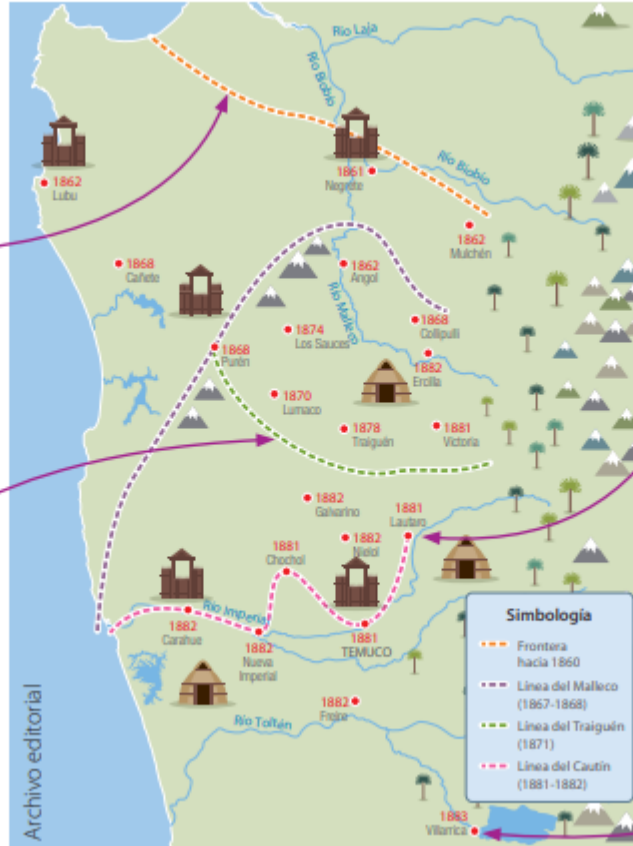 Río Laja
Río Biobío
1861
Negrete
Río Biobío
1862
Lubu
1862
Mulchén
1868
Cañete
1862
Angol
Río Malleco
1874
Los Sauces
1868
Collipulli
1868
Purén
1882
Ercilla
1870
Lumaco
1878
Traiguén
1881
Victoria
1882
Galvarino
1881
Lautaro
1882
Nielol
1881
Chochol
Río Imperial
1882
Carahue
1882
Nueva
Imperial
1881
TEMUCO
1882
Freire
Río Toltán
1883
Villarrica
Simbología
Frontera
hacia 1860
Línea del Malleco
(1867-1868)
Línea del Traiguén
(1871)
Línea del Cautín
(1881-1882)
Archivo editorial